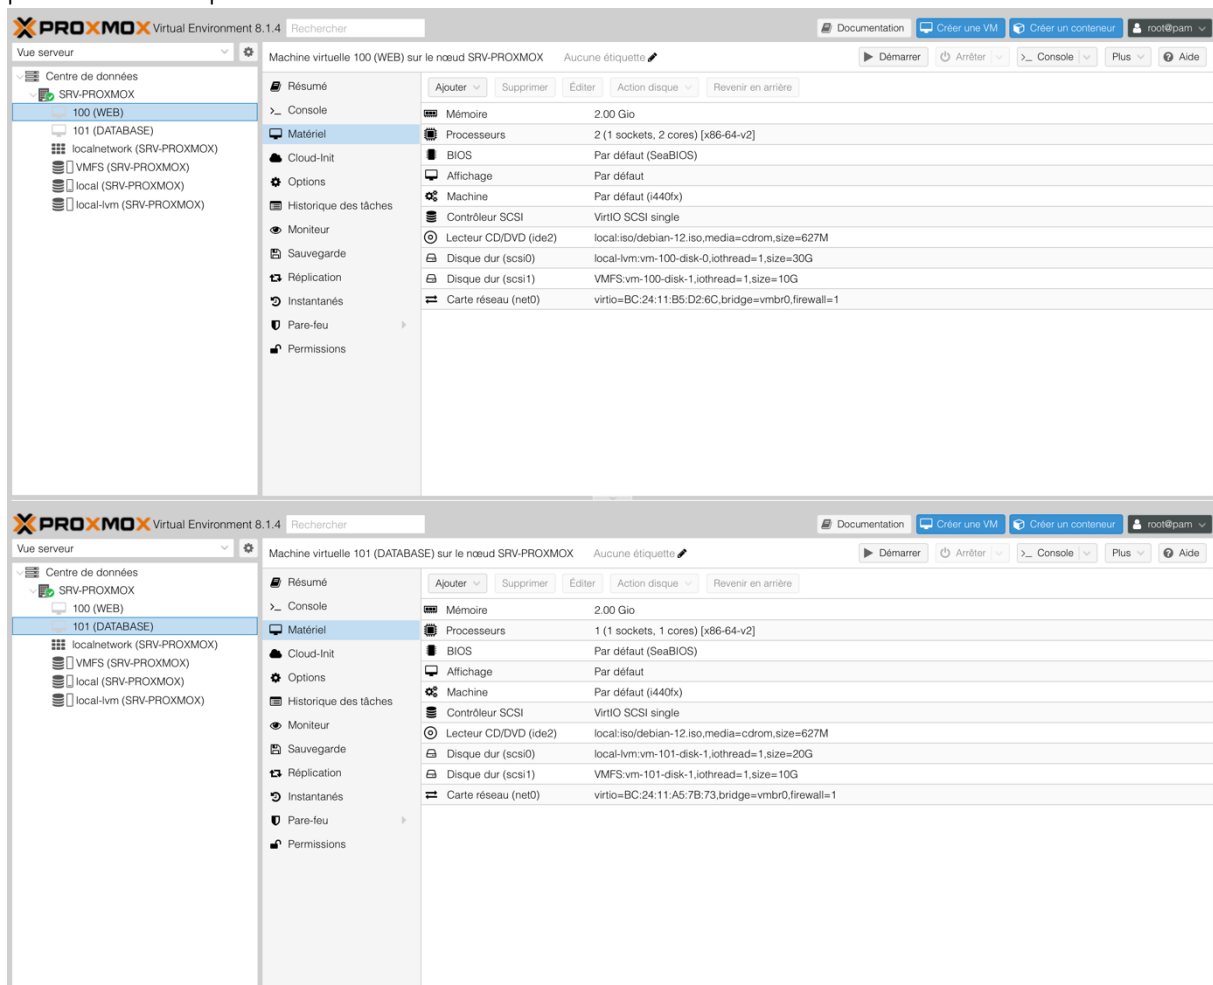 PROXMOX Virtual Environment 8.1.4 Rechercher Documentation Créer une VM Créer un conteneur root@pam
Vue serveur
Machine virtuelle 100 (WEB) sur le nœud SRV-PROXMOX Aucune étiquette Démarrer Arrêter >_ Console Plus Aide
Centre de données
SRV-PROXMOX
100 (WEB)
101 (DATABASE)
localnetwork (SRV-PROXMOX)
VMFS (SRV-PROXMOX)
local (SRV-PROXMOX)
local-lvm (SRV-PROXMOX)
Résumé
>_ Console
Matériel
Cloud-Init
Options
Historique des tâches
Moniteur
Sauvegarde
Réplication
Instantanés
Pare-feu
Permissions
Ajouter Supprimer Éditer Action disque Revenir en arrière
Mémoire 2.00 Gio
Processeurs 2 (1 sockets, 2 cores) [x86-64-v2]
BIOS Par défaut (SeaBIOS)
Affichage Par défaut
Machine Par défaut (i440fx)
Contrôleur SCSI VirtIO SCSI single
Lecteur CD/DVD (ide2) local:iso/debian-12.iso,media=cdrom,size=627M
Disque dur (scsi0) local-lvm:vm-100-disk-0,iothread=1,size=30G
Disque dur (scsi1) VMFS:vm-100-disk-1,iothread=1,size=10G
Carte réseau (net0) virtio=BC:24:11:B5:D2:6C,bridge=vmbr0,firewall=1
PROXMOX Virtual Environment 8.1.4 Rechercher Documentation Créer une VM Créer un conteneur root@pam
Vue serveur
Machine virtuelle 101 (DATABASE) sur le nœud SRV-PROXMOX Aucune étiquette Démarrer Arrêter >_ Console Plus Aide
Centre de données
SRV-PROXMOX
100 (WEB)
101 (DATABASE)
localnetwork (SRV-PROXMOX)
VMFS (SRV-PROXMOX)
local (SRV-PROXMOX)
local-lvm (SRV-PROXMOX)
Résumé
>_ Console
Matériel
Cloud-Init
Options
Historique des tâches
Moniteur
Sauvegarde
Réplication
Instantanés
Pare-feu
Permissions
Ajouter Supprimer Éditer Action disque Revenir en arrière
Mémoire 2.00 Gio
Processeurs 1 (1 sockets, 1 cores) [x86-64-v2]
BIOS Par défaut (SeaBIOS)
Affichage Par défaut
Machine Par défaut (i440fx)
Contrôleur SCSI VirtIO SCSI single
Lecteur CD/DVD (ide2) local:iso/debian-12.iso,media=cdrom,size=627M
Disque dur (scsi0) local-lvm:vm-101-disk-1,iothread=1,size=20G
Disque dur (scsi1) VMFS:vm-101-disk-1,iothread=1,size=10G
Carte réseau (net0) virtio=BC:24:11:A5:7B:73,bridge=vmbr0,firewall=1